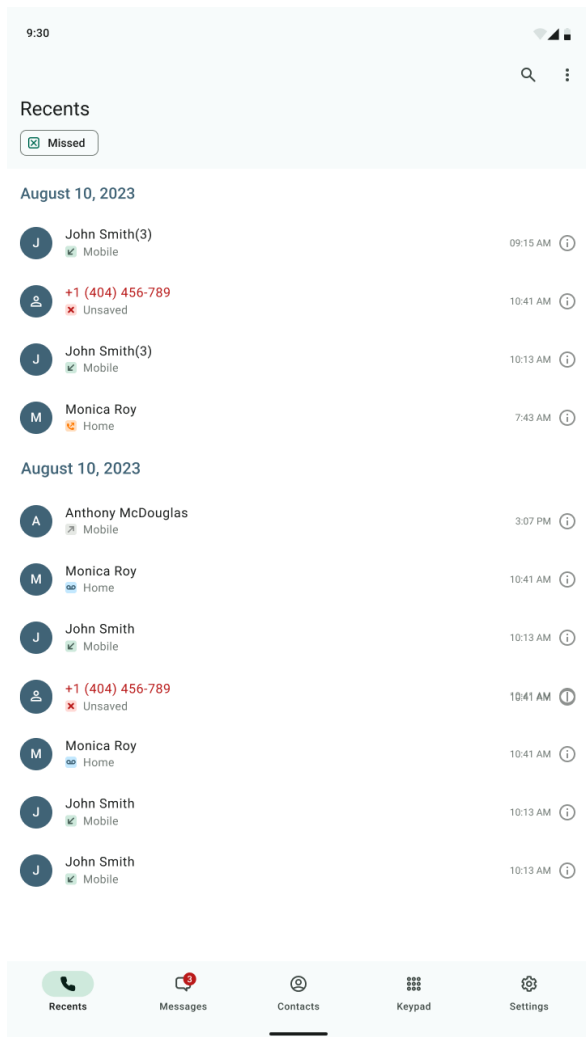 9:30
Recents
Missed
August 10, 2023
J
John Smith(3)
Mobile
09:15 AM
+1 (404) 456-789
Unsaved
10:41 AM
J
John Smith(3)
Mobile
10:13 AM
M
Monica Roy
Home
7:43 AM
August 10, 2023
A
Anthony McDouglas
Mobile
3:07 PM
M
Monica Roy
Home
10:41 AM
J
John Smith
Mobile
10:13 AM
+1 (404) 456-789
Unsaved
10:41 AM
M
Monica Roy
Home
10:41 AM
J
John Smith
Mobile
10:13 AM
J
John Smith
Mobile
10:13 AM
3
Recents
Messages
Contacts
Keypad
Settings